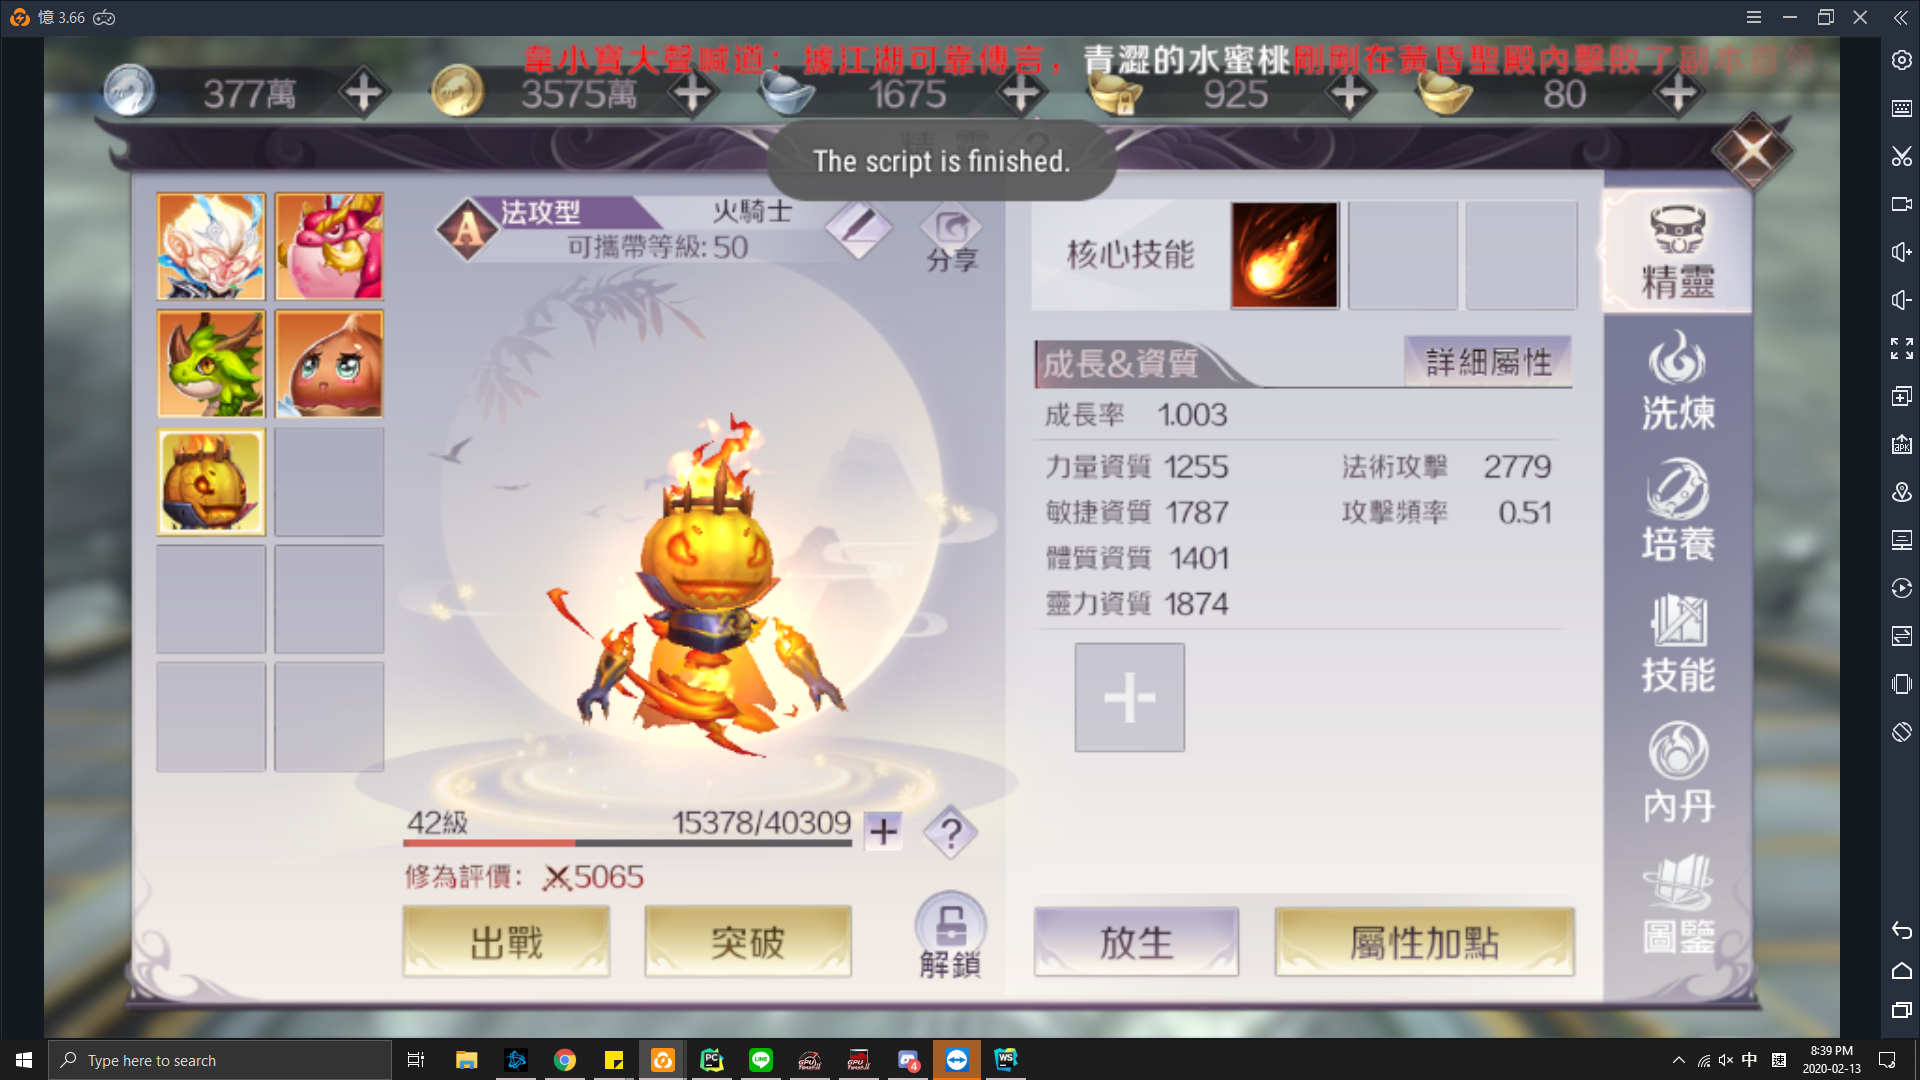 憶 3.66
韋小寶大聲喊道：據江湖可靠傳言，青澀的水蜜桃剛剛在黃昏聖殿內擊敗了副本首領
377萬
3575萬
1675
925
80
The script is finished.
A
法攻型
火騎士
可攜帶等級: 50
分享
核心技能
成長&資質
詳細屬性
成長率 1.003
力量資質 1255
法術攻擊 2779
敏捷資質 1787
攻擊頻率 0.51
體質資質 1401
靈力資質 1874
42級
15378/40309
?
修為評價： 5065
出戰
突破
解鎖
放生
屬性加點
精靈
洗煉
培養
技能
內丹
圖鑒
Type here to search
中
8:39 PM
2020-02-13